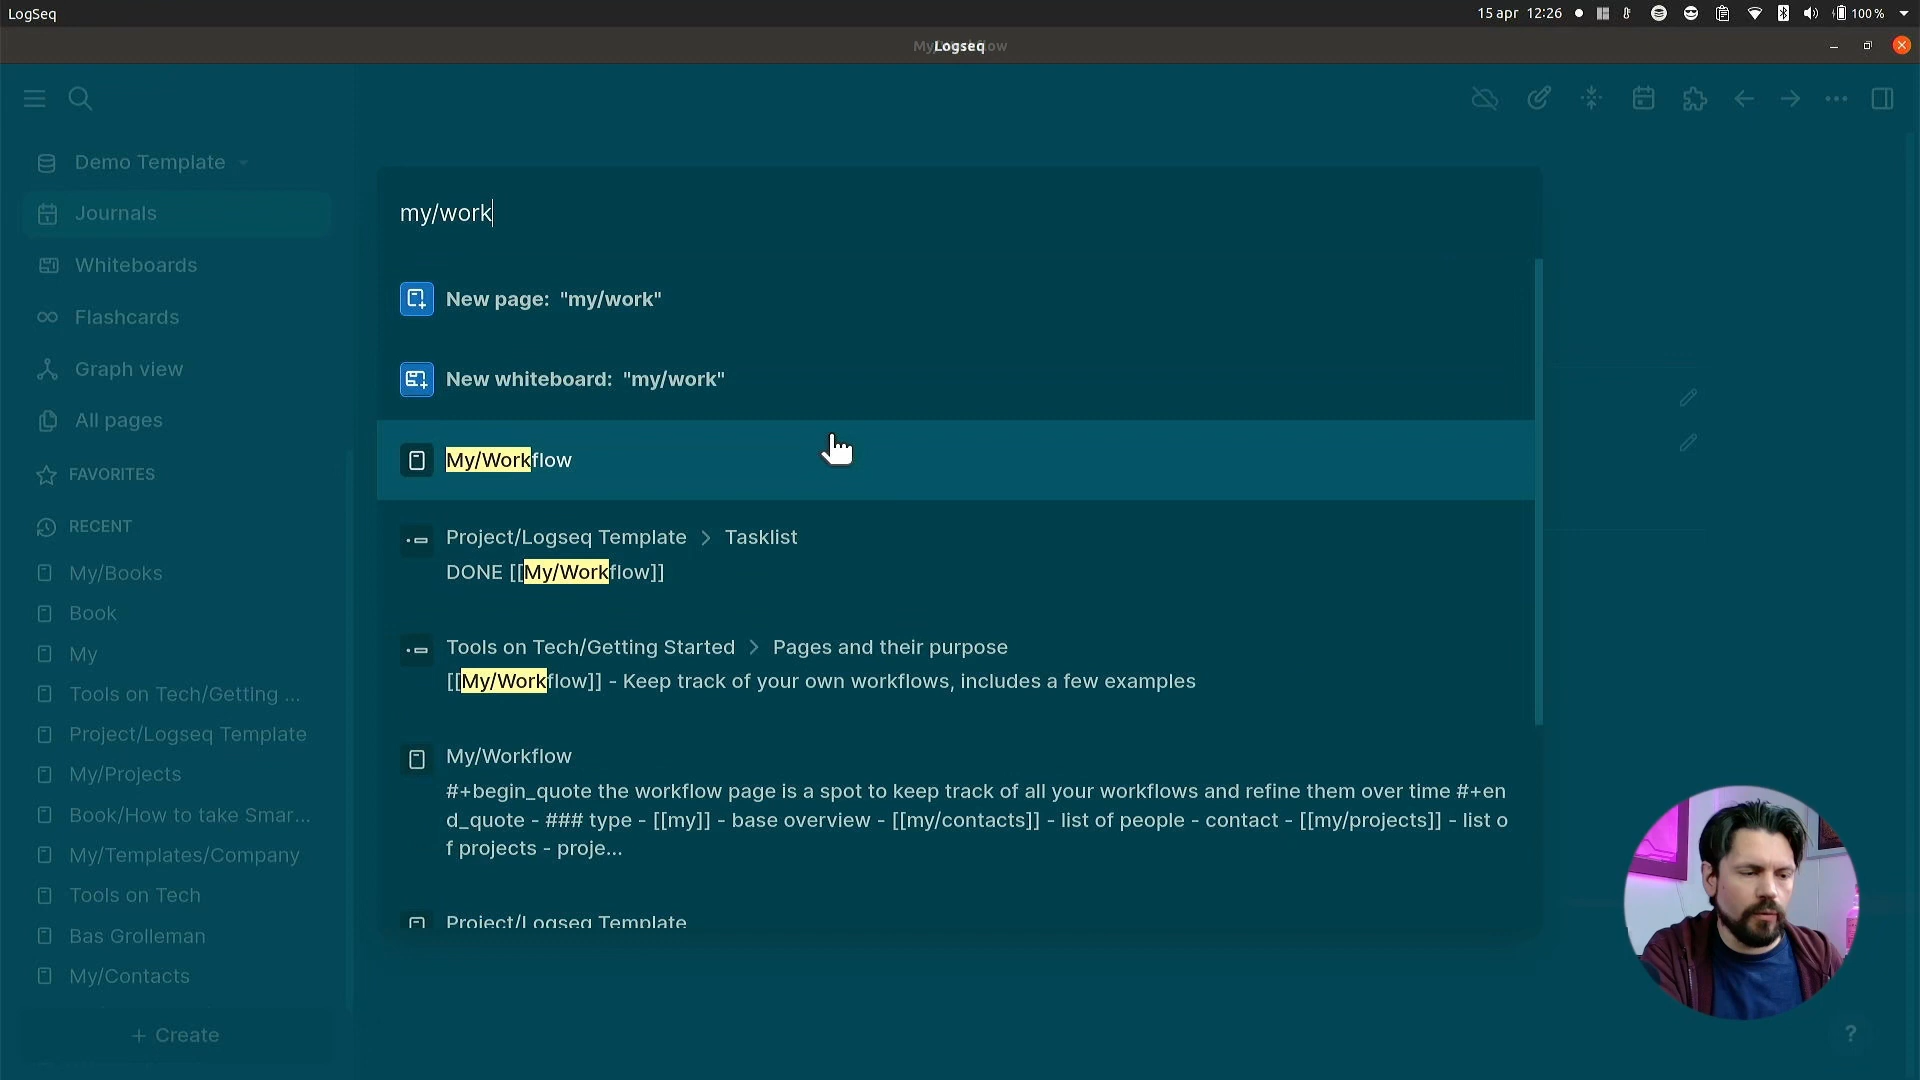 LogSeq
15 apr 12:26
100 %
Logseq
Demo Template
Journals
Whiteboards
Flashcards
Graph view
All pages
FAVORITES
RECENT
My/Books
Book
My
Tools on Tech/Getting ...
Project/Logseq Template
My/Projects
Book/How to take Smar...
My/Templates/Company
Tools on Tech
Bas Grolleman
My/Contacts
+ Create
my/work
New page: "my/work"
New whiteboard: "my/work"
My/Workflow
Project/Logseq Template > Tasklist
DONE [[My/Workflow]]
Tools on Tech/Getting Started > Pages and their purpose
[[My/Workflow]] - Keep track of your own workflows, includes a few examples
My/Workflow
#+begin_quote the workflow page is a spot to keep track of all your workflows and refine them over time #+en
d_quote - ### type - [[my]] - base overview - [[my/contacts]] - list of people - contact - [[my/projects]] - list o
f projects - proje...
Project/Logseq Template
?